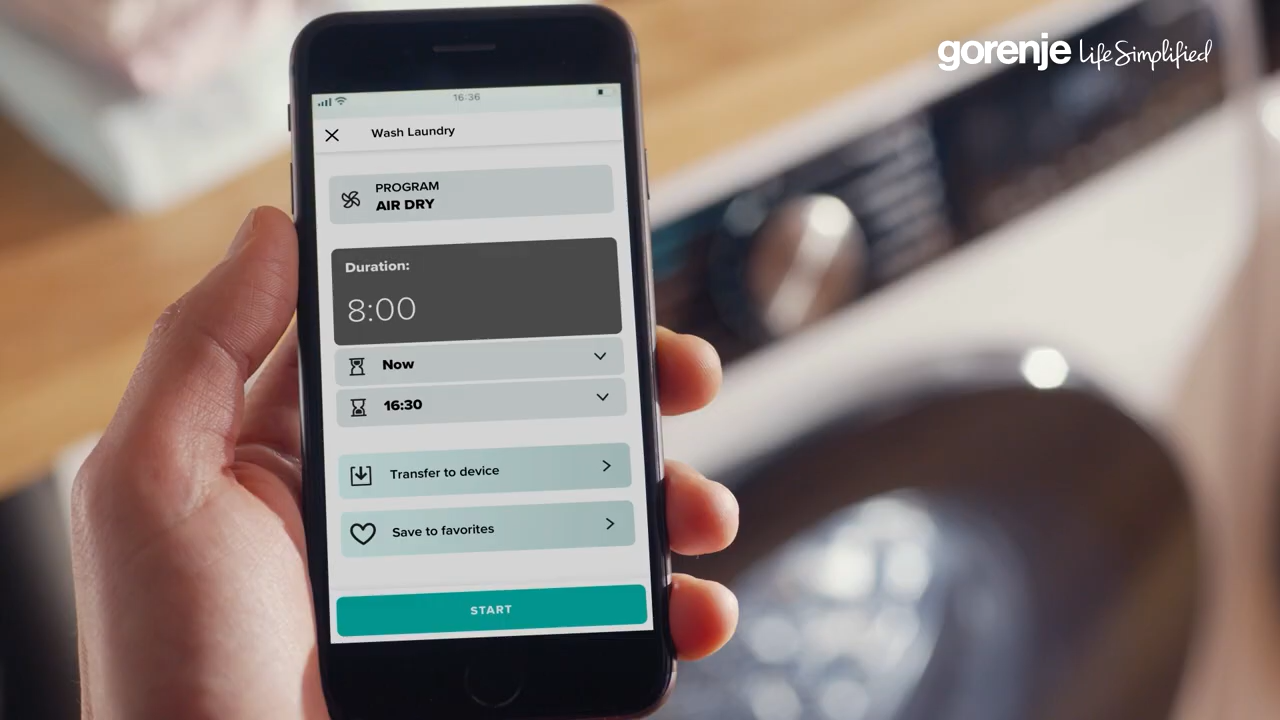 gorenje Life Simplified
16:36
Wash Laundry
PROGRAM
AIR DRY
Duration:
8:00
Now
16:30
Transfer to device
Save to favorites
START